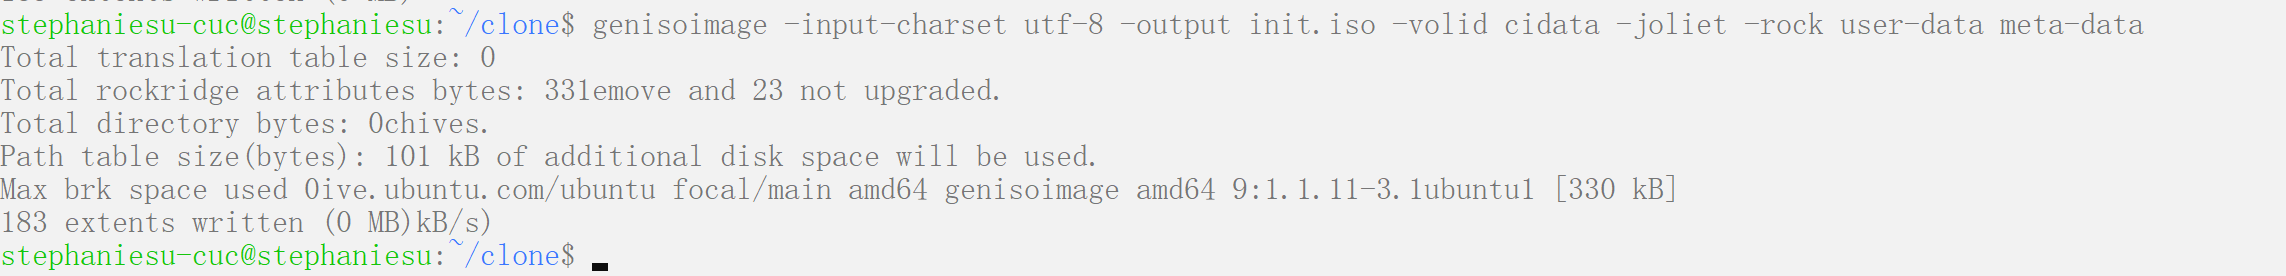 stephaniesu-cuc@stephaniesu:~/clone$ genisoimage -input-charset utf-8 -output init.iso -volid cidata -joliet -rock user-data meta-data
Total translation table size: 0
Total rockridge attributes bytes: 331emove and 23 not upgraded.
Total directory bytes: 0chives.
Path table size(bytes): 101 kB of additional disk space will be used.
Max brk space used 0ive.ubuntu.com/ubuntu focal/main amd64 genisoimage amd64 9:1.1.11-3.1ubuntu1 [330 kB]
183 extents written (0 MB)kB/s)
stephaniesu-cuc@stephaniesu:~/clone$